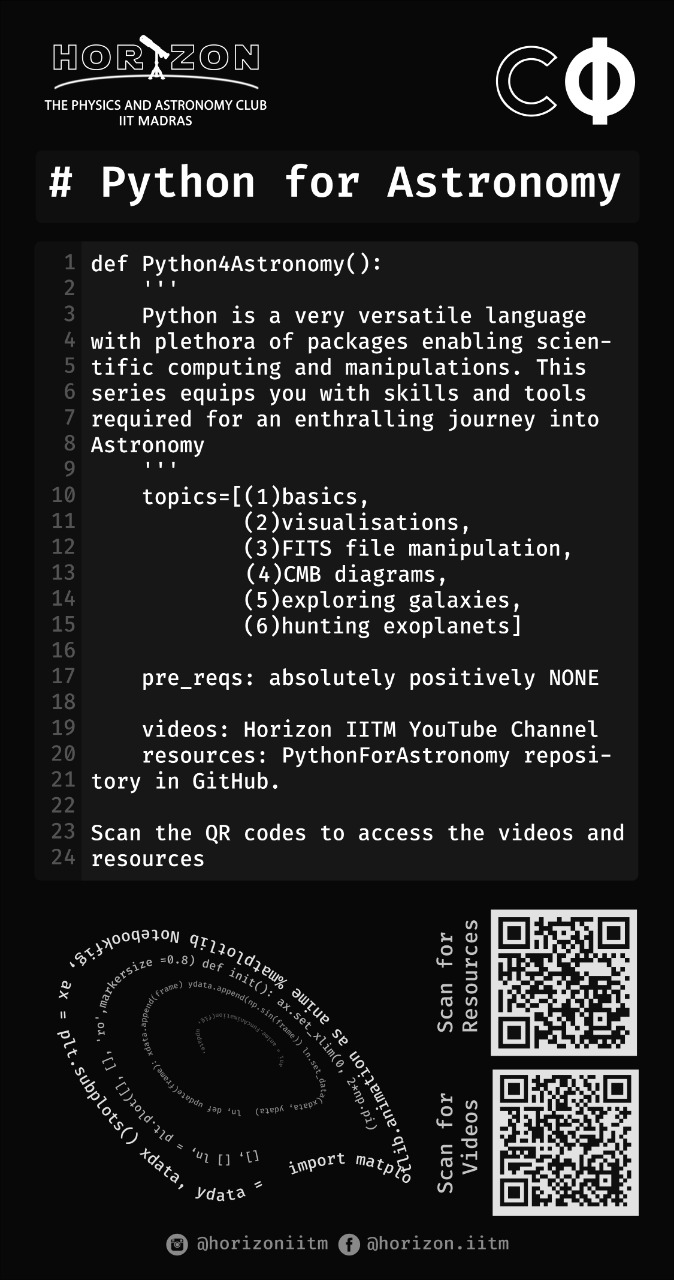 HORIZON
THE PHYSICS AND ASTRONOMY CLUB
IIT MADRAS
CΦ
# Python for Astronomy
1 def Python4Astronomy():
2 '''
3 Python is a very versatile language
4 with plethora of packages enabling scien-
5 tific computing and manipulations. This
6 series equips you with skills and tools
7 required for an enthralling journey into
8 Astronomy
9 '''
10 topics=[(1)basics,
11 (2)visualisations,
12 (3)FITS file manipulation,
13 (4)CMB diagrams,
14 (5)exploring galaxies,
15 (6)hunting exoplanets]
16
17 pre_reqs: absolutely positively NONE
18
19 videos: Horizon IITM YouTube Channel
20 resources: PythonForAstronomy reposi-
21 tory in GitHub.
22
23 Scan the QR codes to access the videos and
24 resources
import matplotlib.animation as anime %matplotlib Notebookfig, ax = plt.subplots() xdata, ydata = [], [] ln, = plt.plot([], [], 'ro',markersize =0.8) def init(): ax.set_xlim(0, 2*np.pi) ln, def update(frame): xdata.append(frame) ydata.append(np.sin(frame)) ln.set_data(xdata, ydata)
Scan for
Resources
Scan for
Videos
@horizoniitm @horizon.iitm